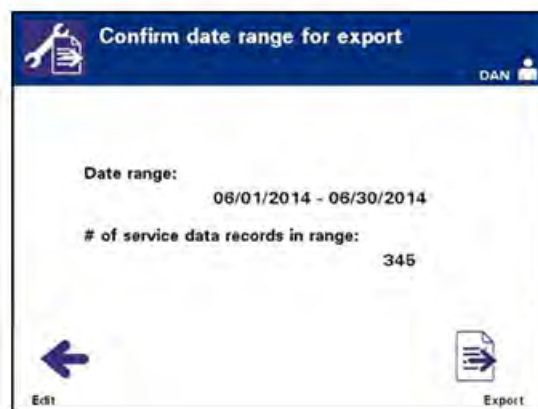 Confirm date range for export
DAN
Date range:
06/01/2014 - 06/30/2014
# of service data records in range:
345
Edit
Export